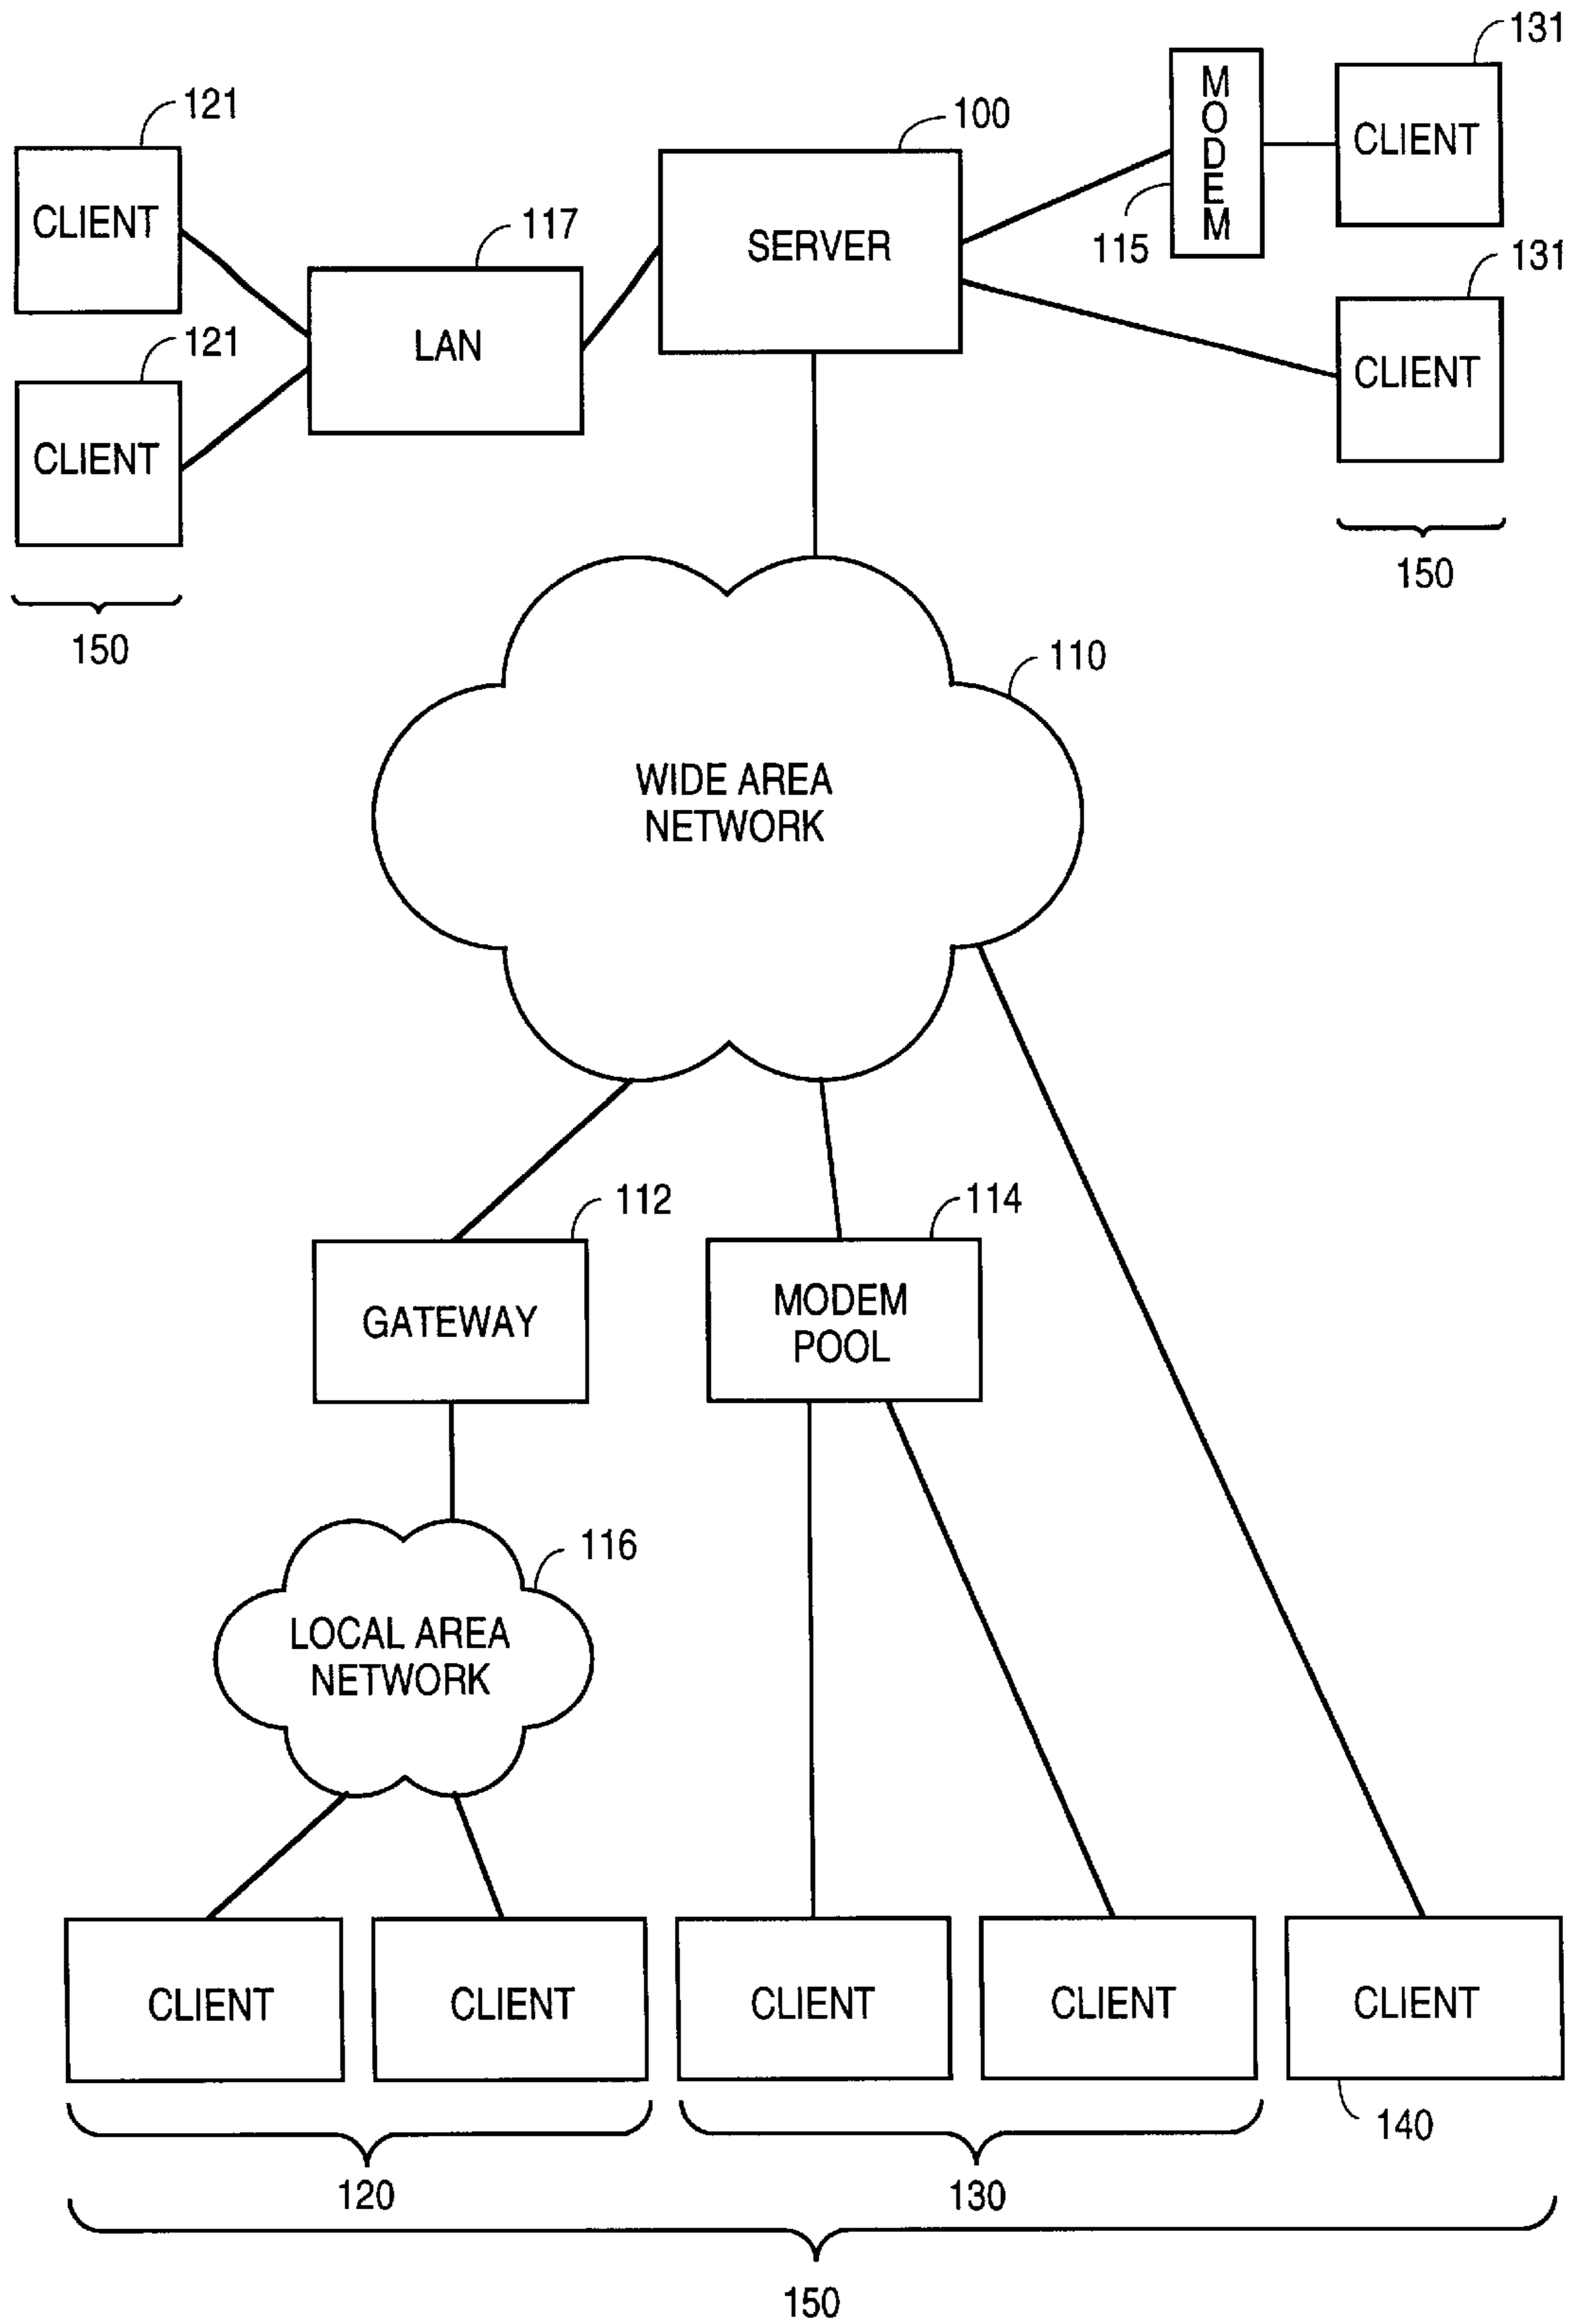 131
MODEM
CLIENT
121
100
CLIENT
117
SERVER
115
131
LAN
121
CLIENT
CLIENT
150
150
110
WIDE AREA
NETWORK
112
114
GATEWAY
MODEM
POOL
116
LOCAL AREA
NETWORK
CLIENT
CLIENT
CLIENT
CLIENT
CLIENT
140
120
130
150